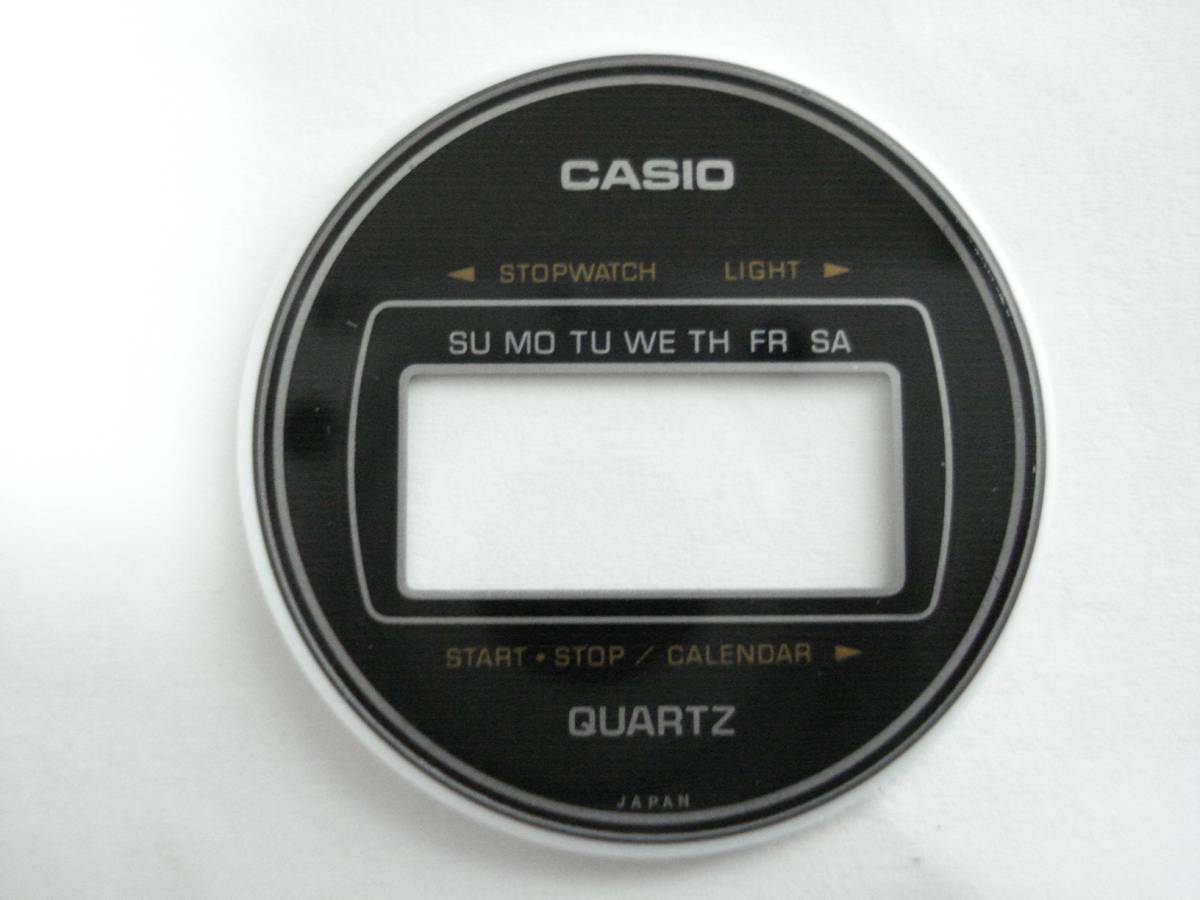 CASIO
◄ STOPWATCH LIGHT ►
SU MO TU WE TH FR SA
START • STOP / CALENDAR ►
QUARTZ
JAPAN